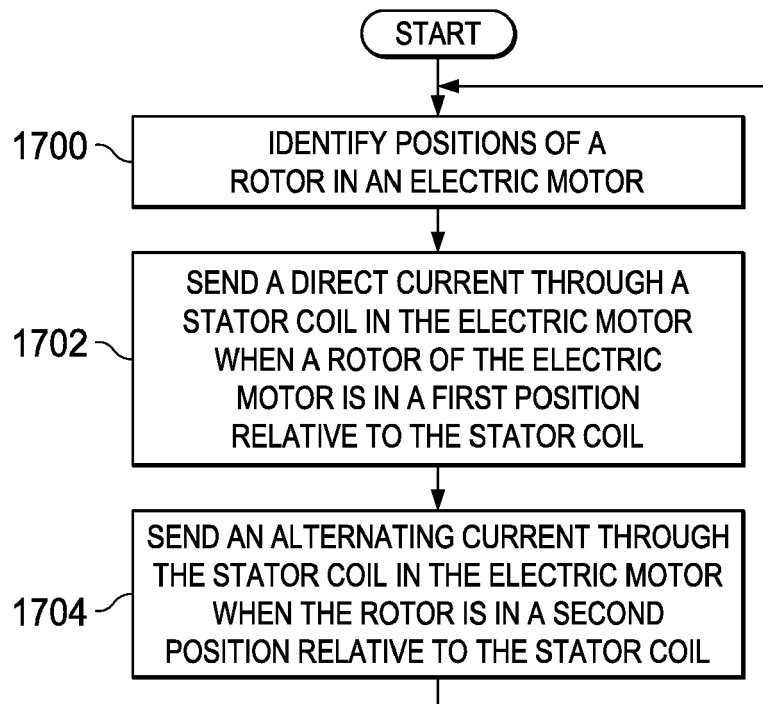 START
1700
IDENTIFY POSITIONS OF A
ROTOR IN AN ELECTRIC MOTOR
1702
SEND A DIRECT CURRENT THROUGH A
STATOR COIL IN THE ELECTRIC MOTOR
WHEN A ROTOR OF THE ELECTRIC
MOTOR IS IN A FIRST POSITION
RELATIVE TO THE STATOR COIL
1704
SEND AN ALTERNATING CURRENT THROUGH
THE STATOR COIL IN THE ELECTRIC MOTOR
WHEN THE ROTOR IS IN A SECOND
POSITION RELATIVE TO THE STATOR COIL